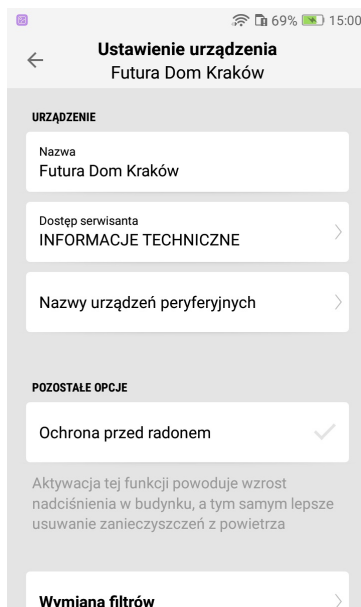 69% 15:00
Ustawienie urządzenia
Futura Dom Kraków
URZĄDZENIE
Nazwa
Futura Dom Kraków
Dostęp serwisanta
INFORMACJE TECHNICZNE
Nazwy urządzeń peryferyjnych
POZOSTAŁE OPCJE
Ochrona przed radonem
Aktywacja tej funkcji powoduje wzrost
nadciśnienia w budynku, a tym samym lepsze
usuwanie zanieczyszczeń z powietrza
Wymiana filtrów